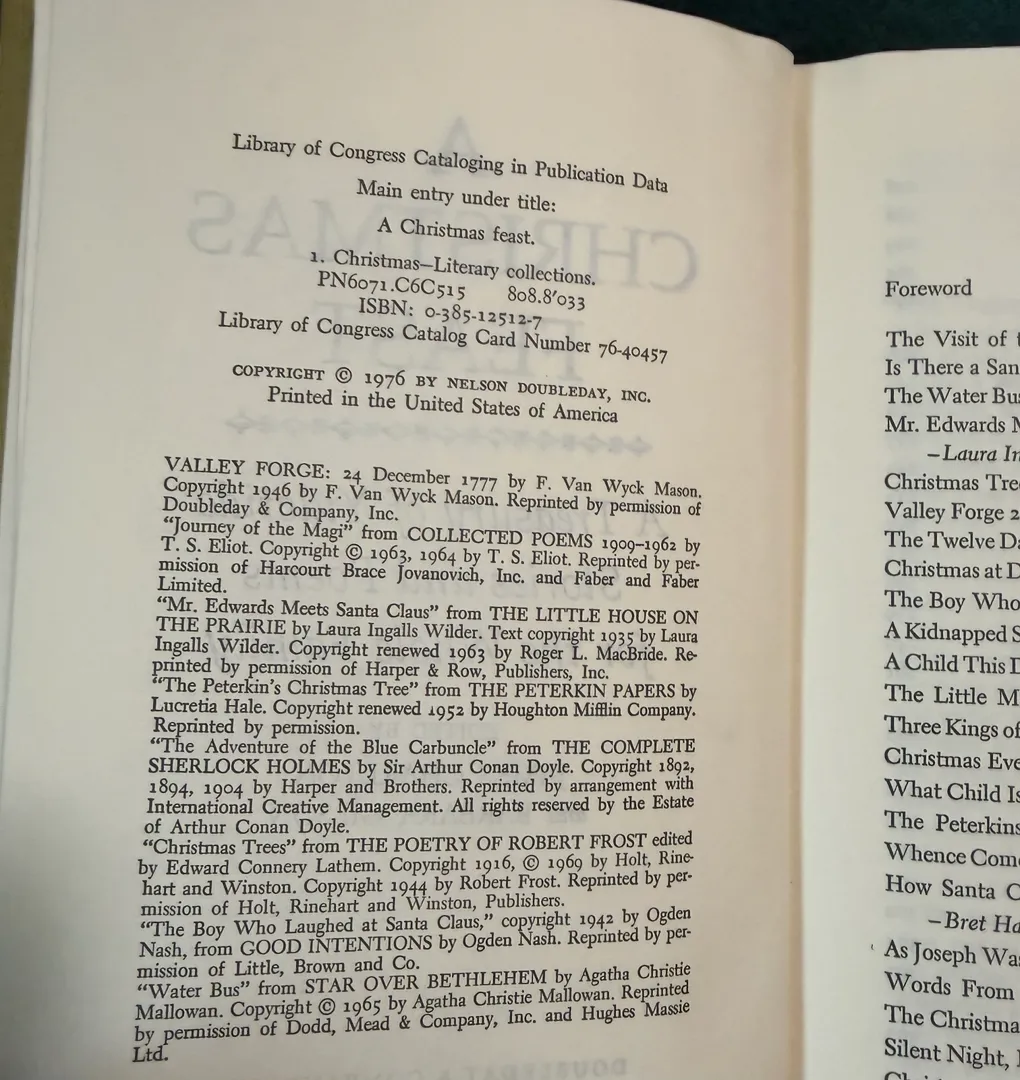 Library of Congress Cataloging in Publication Data
Main entry under title:
A Christmas feast.
1. Christmas—Literary collections.
PN6071.C6C515 808.8'033
ISBN: 0-385-12512-7
Library of Congress Catalog Card Number 76-40457
COPYRIGHT © 1976 BY NELSON DOUBLEDAY, INC.
Printed in the United States of America
VALLEY FORGE: 24 December 1777 by F. Van Wyck Mason.
Copyright 1946 by F. Van Wyck Mason. Reprinted by permission of
Doubleday & Company, Inc.
"Journey of the Magi" from COLLECTED POEMS 1909–1962 by
T. S. Eliot. Copyright © 1963, 1964 by T. S. Eliot. Reprinted by per-
mission of Harcourt Brace Jovanovich, Inc. and Faber and Faber
Limited.
"Mr. Edwards Meets Santa Claus" from THE LITTLE HOUSE ON
THE PRAIRIE by Laura Ingalls Wilder. Text copyright 1935 by Laura
Ingalls Wilder. Copyright renewed 1963 by Roger L. MacBride. Re-
printed by permission of Harper & Row, Publishers, Inc.
"The Peterkin's Christmas Tree" from THE PETERKIN PAPERS by
Lucretia Hale. Copyright renewed 1952 by Houghton Mifflin Company.
Reprinted by permission.
"The Adventure of the Blue Carbuncle" from THE COMPLETE
SHERLOCK HOLMES by Sir Arthur Conan Doyle. Copyright 1892,
1894, 1904 by Harper and Brothers. Reprinted by arrangement with
International Creative Management. All rights reserved by the Estate
of Arthur Conan Doyle.
"Christmas Trees" from THE POETRY OF ROBERT FROST edited
by Edward Connery Lathem. Copyright 1916, © 1969 by Holt, Rine-
hart and Winston. Copyright 1944 by Robert Frost. Reprinted by per-
mission of Holt, Rinehart and Winston, Publishers.
"The Boy Who Laughed at Santa Claus," copyright 1942 by Ogden
Nash, from GOOD INTENTIONS by Ogden Nash. Reprinted by per-
mission of Little, Brown and Co.
"Water Bus" from STAR OVER BETHLEHEM by Agatha Christie
Mallowan. Copyright © 1965 by Agatha Christie Mallowan. Reprinted
by permission of Dodd, Mead & Company, Inc. and Hughes Massie
Ltd.
Foreword
The Visit of
Is There a San
The Water Bus
Mr. Edwards M
—Laura In
Christmas Tree
Valley Forge 2
The Twelve Da
Christmas at D
The Boy Who
A Kidnapped S
A Child This D
The Little M
Three Kings of
Christmas Eve
What Child Is
The Peterkins
Whence Come
How Santa C
—Bret Ha
As Joseph Was
Words From
The Christma
Silent Night,